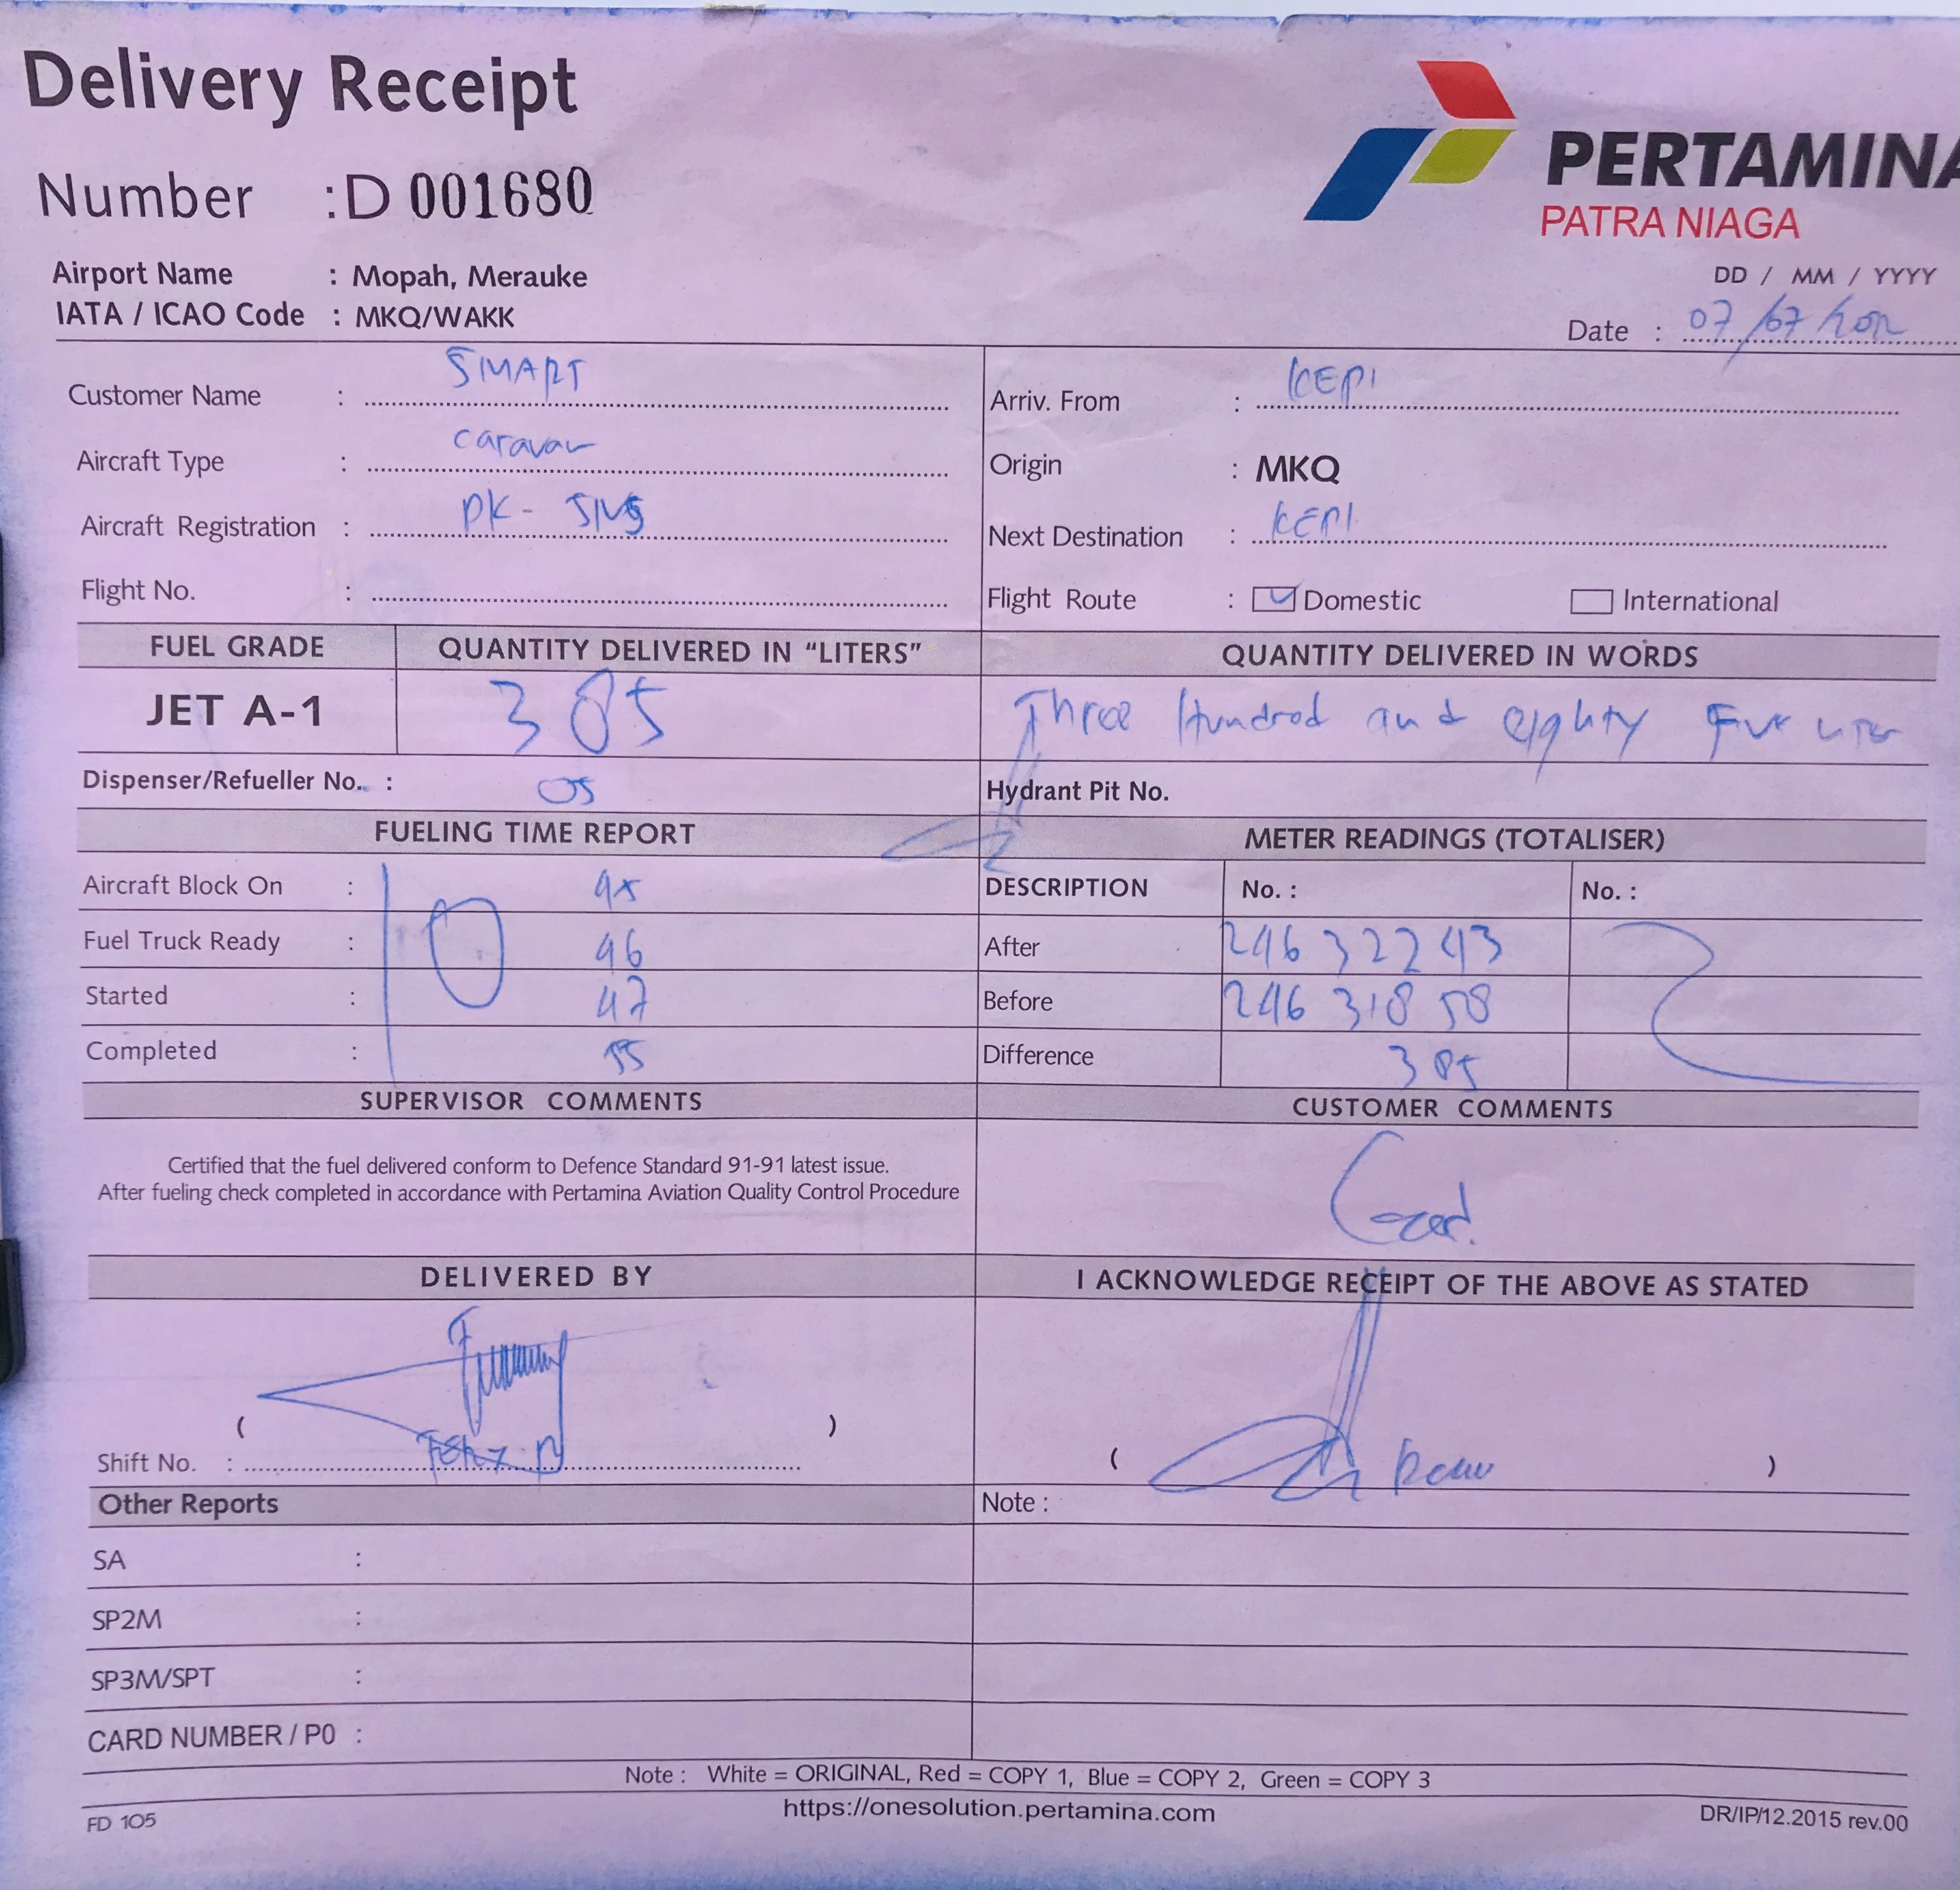 Delivery Receipt
Number : D 001680
PERTAMINA
PATRA NIAGA
Airport Name : Mopah, Merauke
IATA / ICAO Code : MKQ/WAKK
DD / MM / YYYY
Date : 07/07/
Customer Name : SMART
Aircraft Type : caravan
Aircraft Registration : PK-
Flight No. :
Arriv. From : KEPI
Origin : MKQ
Next Destination : KEPI
Flight Route : Domestic International
FUEL GRADE QUANTITY DELIVERED IN “LITERS” QUANTITY DELIVERED IN WORDS
JET A-1 385 Three Hundred and eighty Five
Dispenser/Refueller No. : 05
Hydrant Pit No.
FUELING TIME REPORT
Aircraft Block On : 45
Fuel Truck Ready : 46
Started : 47
Completed : 55
10
METER READINGS (TOTALISER)
DESCRIPTION No. : No. :
After 246 322 43
Before 246 318 58
Difference 385
SUPERVISOR COMMENTS
Certified that the fuel delivered conform to Defence Standard 91-91 latest issue.
After fueling check completed in accordance with Pertamina Aviation Quality Control Procedure
CUSTOMER COMMENTS
Good.
DELIVERED BY
( )
Shift No. :
I ACKNOWLEDGE RECEIPT OF THE ABOVE AS STATED
( )
Other Reports
Note :
SA :
SP2M :
SP3M/SPT :
CARD NUMBER / P0 :
Note : White = ORIGINAL, Red = COPY 1, Blue = COPY 2, Green = COPY 3
https://onesolution.pertamina.com
FD 105
DR/IP/12.2015 rev.00